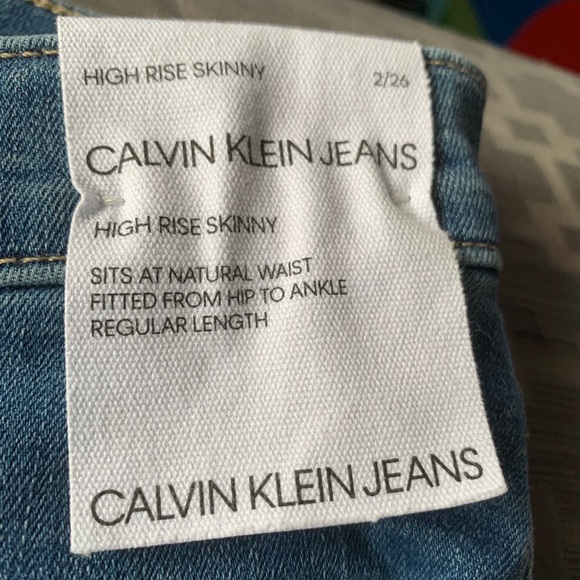 HIGH RISE SKINNY 2/26
CALVIN KLEIN JEANS
HIGH RISE SKINNY
SITS AT NATURAL WAIST
FITTED FROM HIP TO ANKLE
REGULAR LENGTH
CALVIN KLEIN JEANS